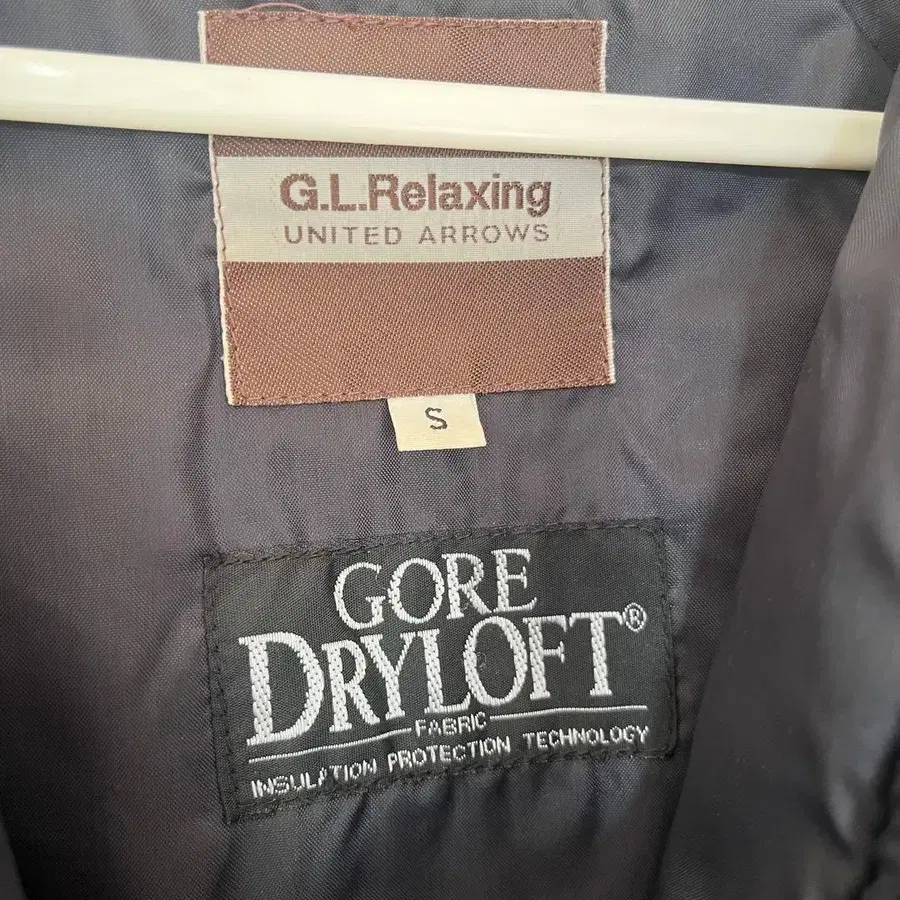 G.L.Relaxing
UNITED ARROWS
S
GORE
DRYLOFT®
FABRIC
INSULATION PROTECTION TECHNOLOGY